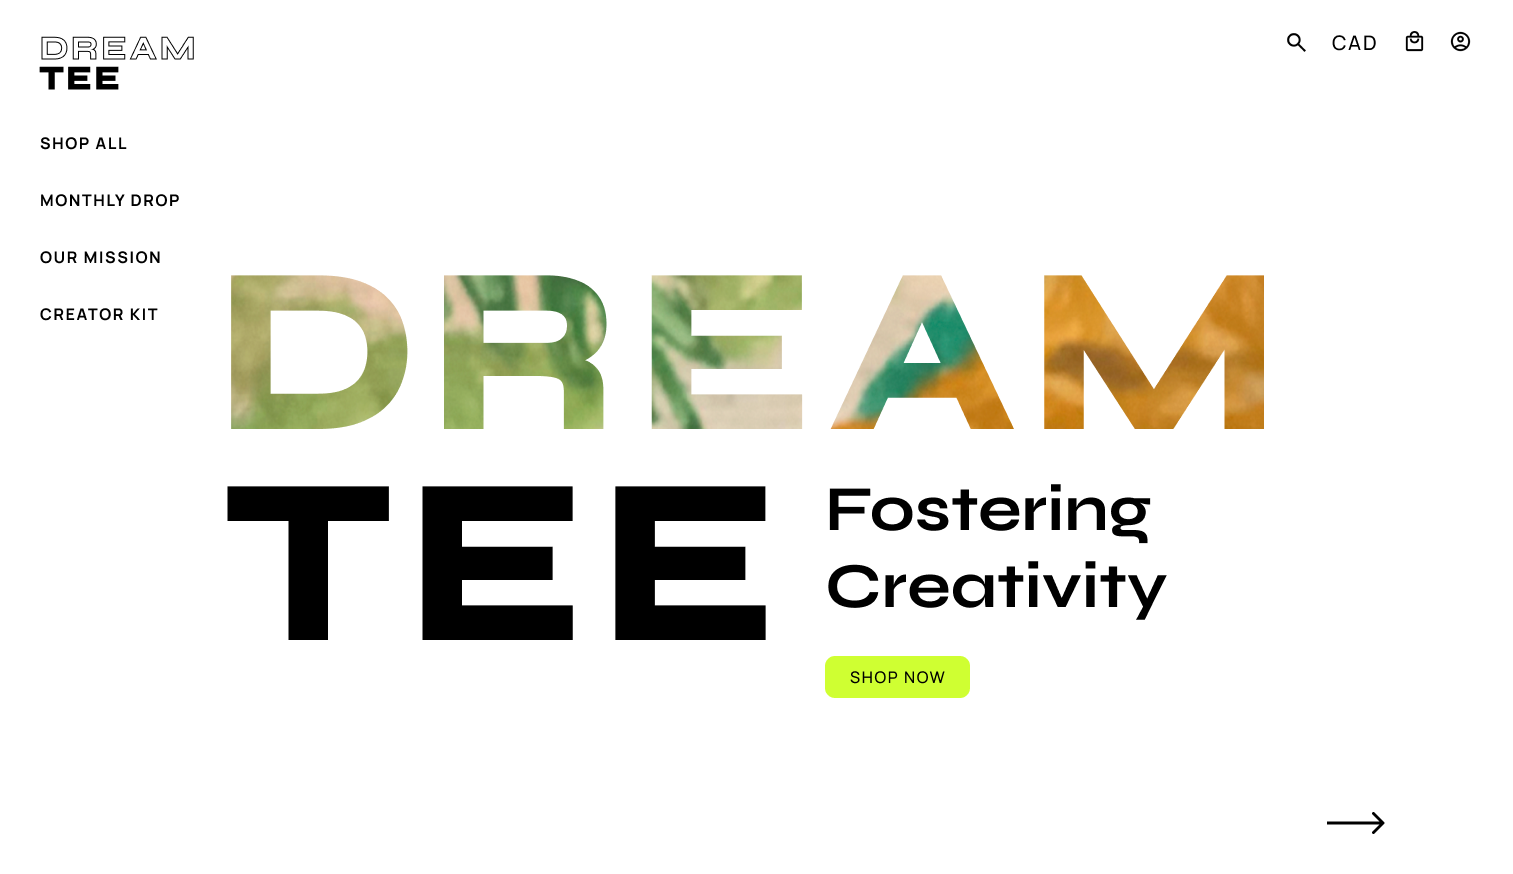 DREAM
TEE
CAD
SHOP ALL
MONTHLY DROP
OUR MISSION
CREATOR KIT
DREAM
TEE
Fostering
Creativity
SHOP NOW